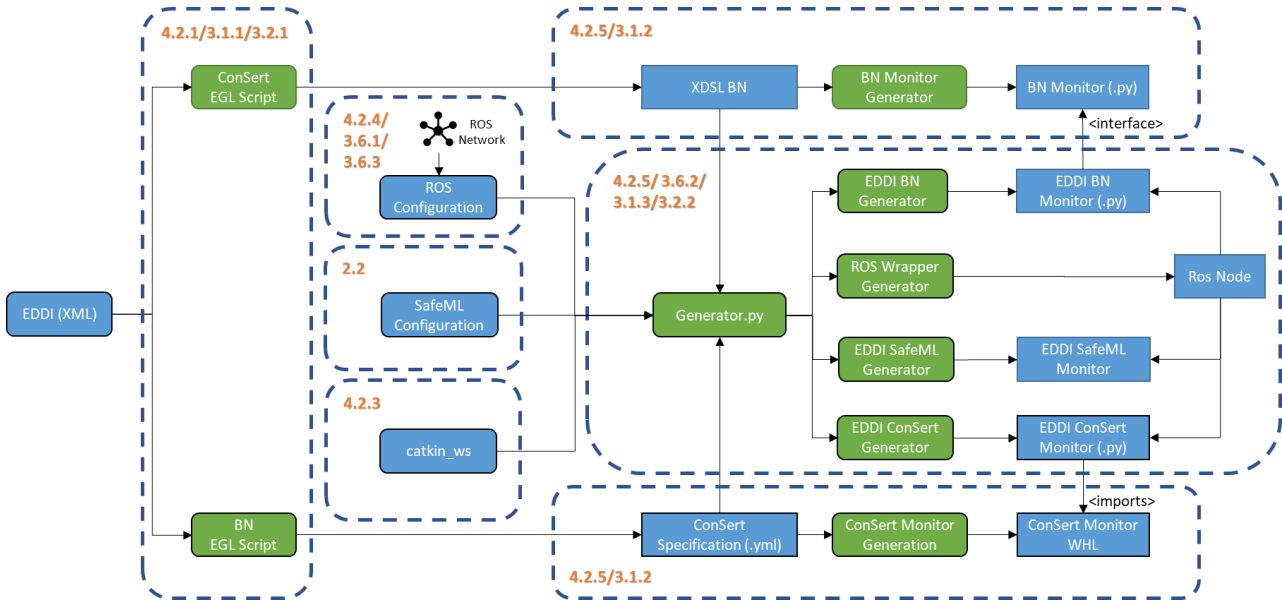 4.2.1/3.1.1/3.2.1
ConSert
EGL Script
4.2.5/3.1.2
XDSL BN
BN Monitor
Generator
BN Monitor (.py)
<interface>
4.2.4/
3.6.1/
3.6.3
ROS
Network
ROS
Configuration
4.2.5/ 3.6.2/
3.1.3/3.2.2
EDDI BN
Generator
EDDI BN
Monitor (.py)
2.2
SafeML
Configuration
ROS Wrapper
Generator
Ros Node
EDDI (XML)
Generator.py
EDDI SafeML
Generator
EDDI SafeML
Monitor
4.2.3
catkin_ws
EDDI ConSert
Generator
EDDI ConSert
Monitor (.py)
<imports>
BN
EGL Script
ConSert
Specification (.yml)
ConSert Monitor
Generation
ConSert Monitor
WHL
4.2.5/3.1.2